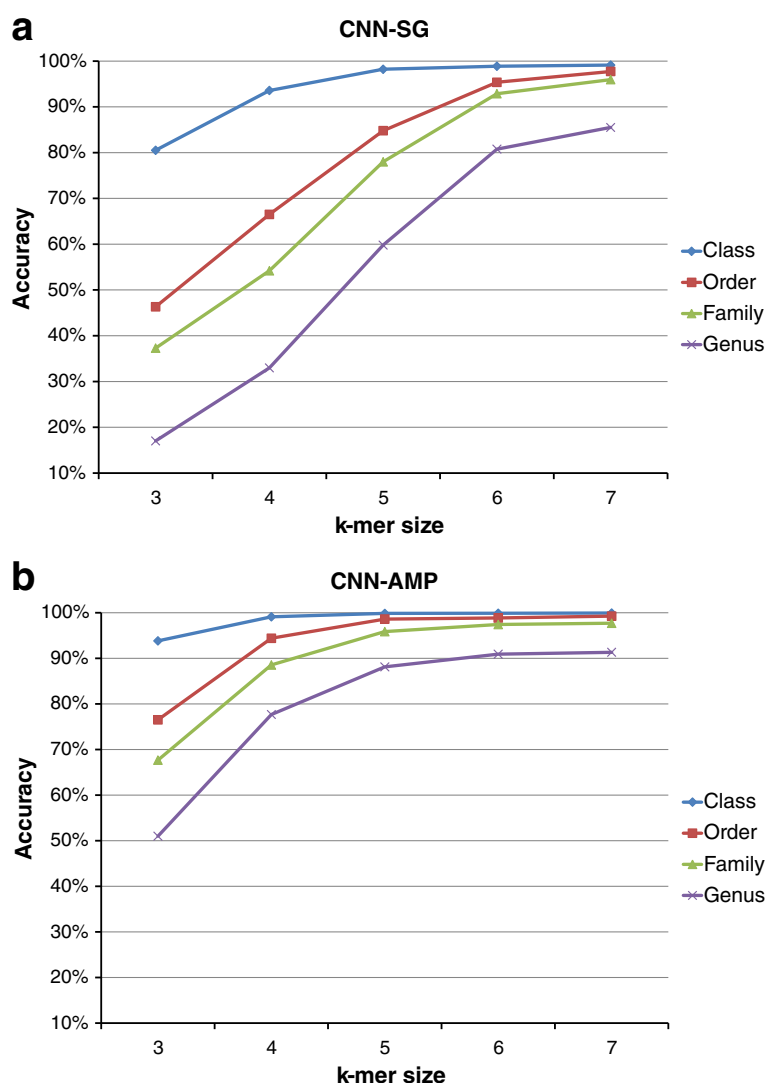 a
CNN-SG
100%
90%
80%
70%
60%
50%
40%
30%
20%
10%
Accuracy
3 4 5 6 7
k-mer size
Class
Order
Family
Genus
b
CNN-AMP
100%
90%
80%
70%
60%
50%
40%
30%
20%
10%
Accuracy
3 4 5 6 7
k-mer size
Class
Order
Family
Genus